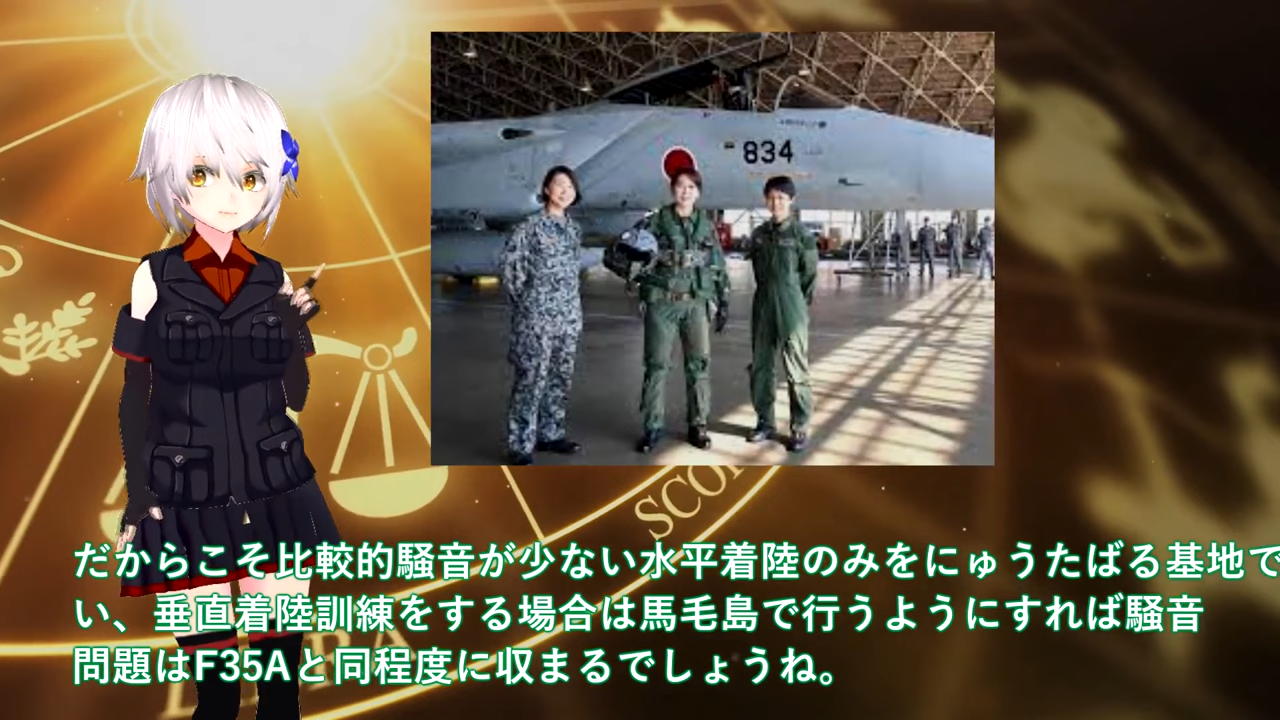 834
SCOR
だからこそ比較的騒音が少ない水平着陸のみをにゅうたばる基地で
い、垂直着陸訓練をする場合は馬毛島で行うようにすれば騒音
問題はF35Aと同程度に収まるでしょうね。